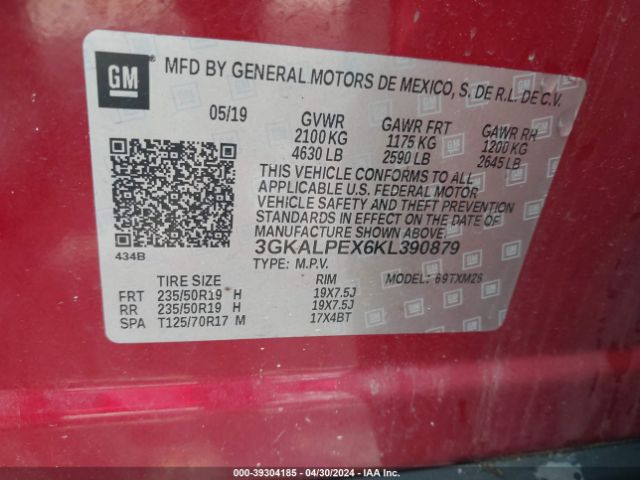 GM
MFD BY GENERAL MOTORS DE MEXICO, S. DE R.L. DE C.V.
05/19 GVWR GAWR FRT GAWR RR
2100 KG 1175 KG 1200 KG
4630 LB 2590 LB 2645 LB
THIS VEHICLE CONFORMS TO ALL
APPLICABLE U.S. FEDERAL MOTOR
VEHICLE SAFETY AND THEFT PREVENTION
STANDARDS IN EFFECT ON THE DATE OF
MANUFACTURE SHOWN ABOVE.
3GKALPEX6KL390879
434B
TYPE: M.P.V. MODEL: 69TXM26
TIRE SIZE RIM
FRT 235/50R19 H 19X7.5J
RR 235/50R19 H 19X7.5J
SPA T125/70R17 M 17X4BT
000-39304185 - 04/30/2024 - IAA Inc.